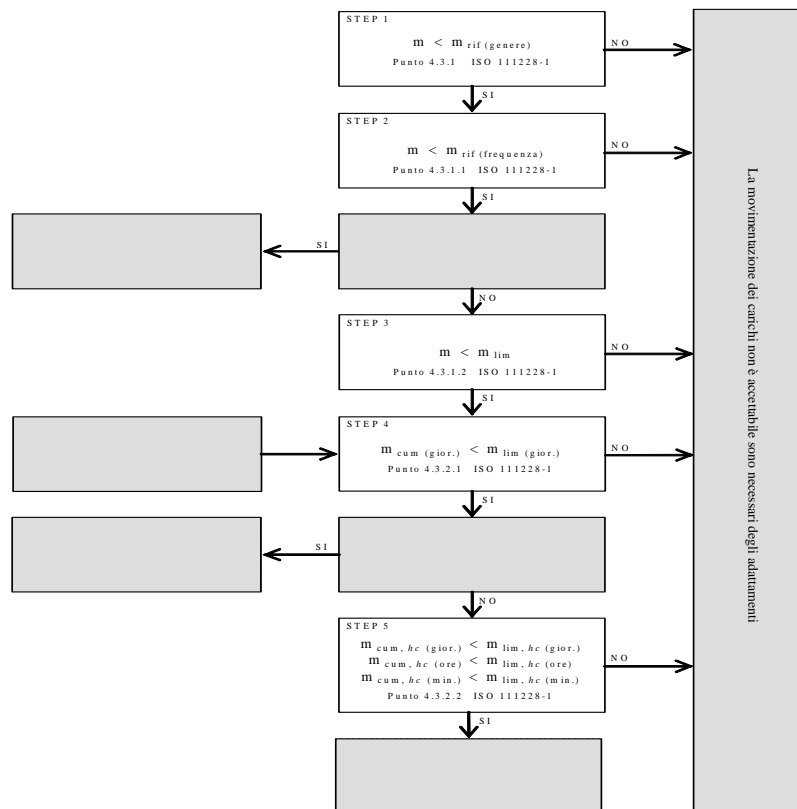 STEP 1
m < m rif (genere)
Punto 4.3.1 ISO 111228-1
NO
SI
STEP 2
m < m rif (frequenza)
Punto 4.3.1.1 ISO 111228-1
NO
SI
SI
NO
STEP 3
m < m lim
Punto 4.3.1.2 ISO 111228-1
NO
SI
STEP 4
m cum (gior.) < m lim (gior.)
Punto 4.3.2.1 ISO 111228-1
NO
SI
SI
NO
STEP 5
m cum, hc (gior.) < m lim, hc (gior.)
m cum, hc (ore) < m lim, hc (ore)
m cum, hc (min.) < m lim, hc (min.)
Punto 4.3.2.2 ISO 111228-1
NO
SI
La movimentazione dei carichi non è accettabile sono necessari degli adattamenti